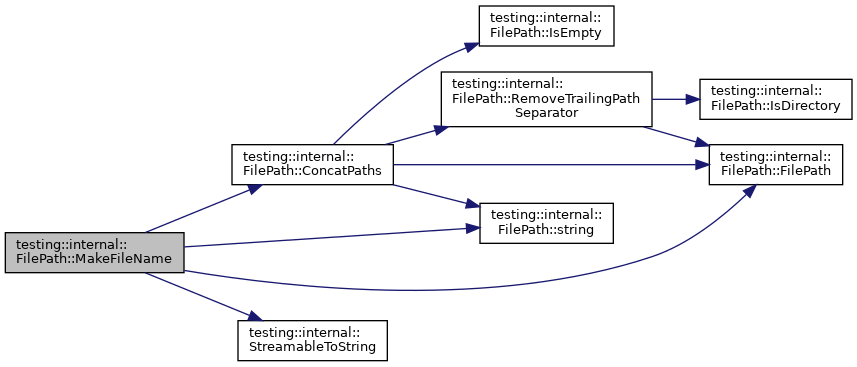 testing::internal::
FilePath::IsEmpty
testing::internal::
FilePath::RemoveTrailingPath
Separator
testing::internal::
FilePath::IsDirectory
testing::internal::
FilePath::ConcatPaths
testing::internal::
FilePath::FilePath
testing::internal::
FilePath::string
testing::internal::
FilePath::MakeFileName
testing::internal::
StreamableToString